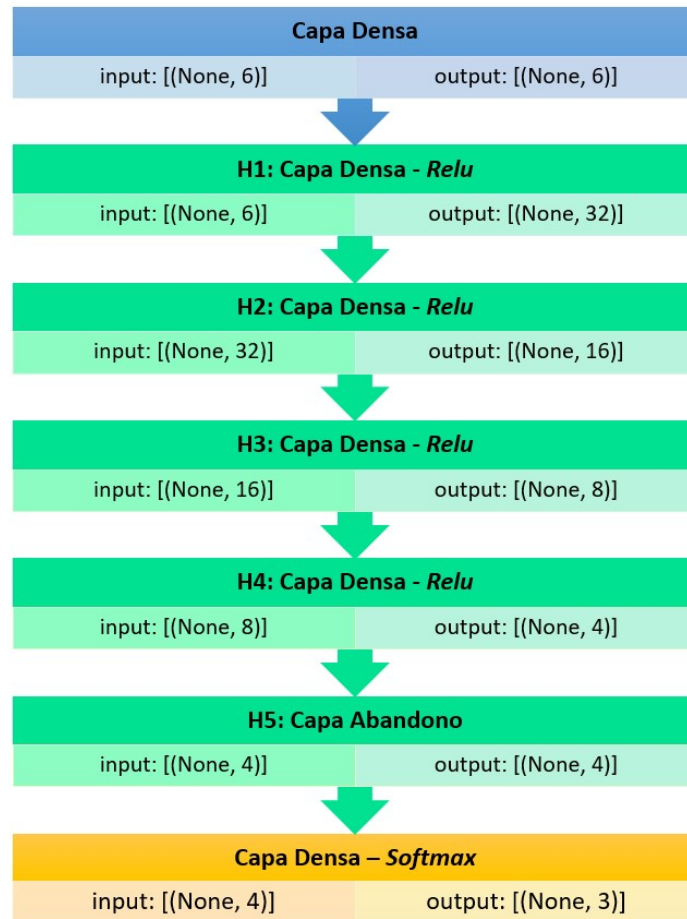 Capa Densa
input: [(None, 6)] output: [(None, 6)]
H1: Capa Densa - Relu
input: [(None, 6)] output: [(None, 32)]
H2: Capa Densa - Relu
input: [(None, 32)] output: [(None, 16)]
H3: Capa Densa - Relu
input: [(None, 16)] output: [(None, 8)]
H4: Capa Densa - Relu
input: [(None, 8)] output: [(None, 4)]
H5: Capa Abandono
input: [(None, 4)] output: [(None, 4)]
Capa Densa – Softmax
input: [(None, 4)] output: [(None, 3)]